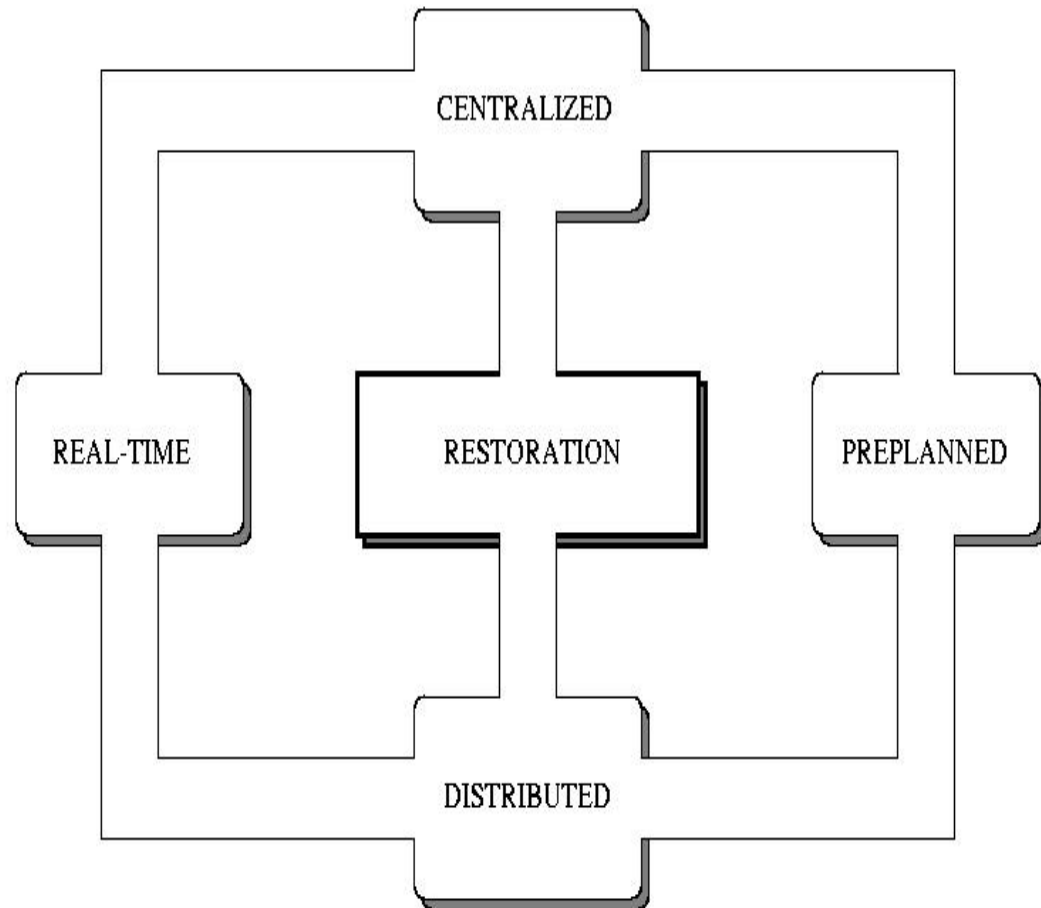 CENTRALIZED
REAL-TIME
RESTORATION
PREPLANNED
DISTRIBUTED